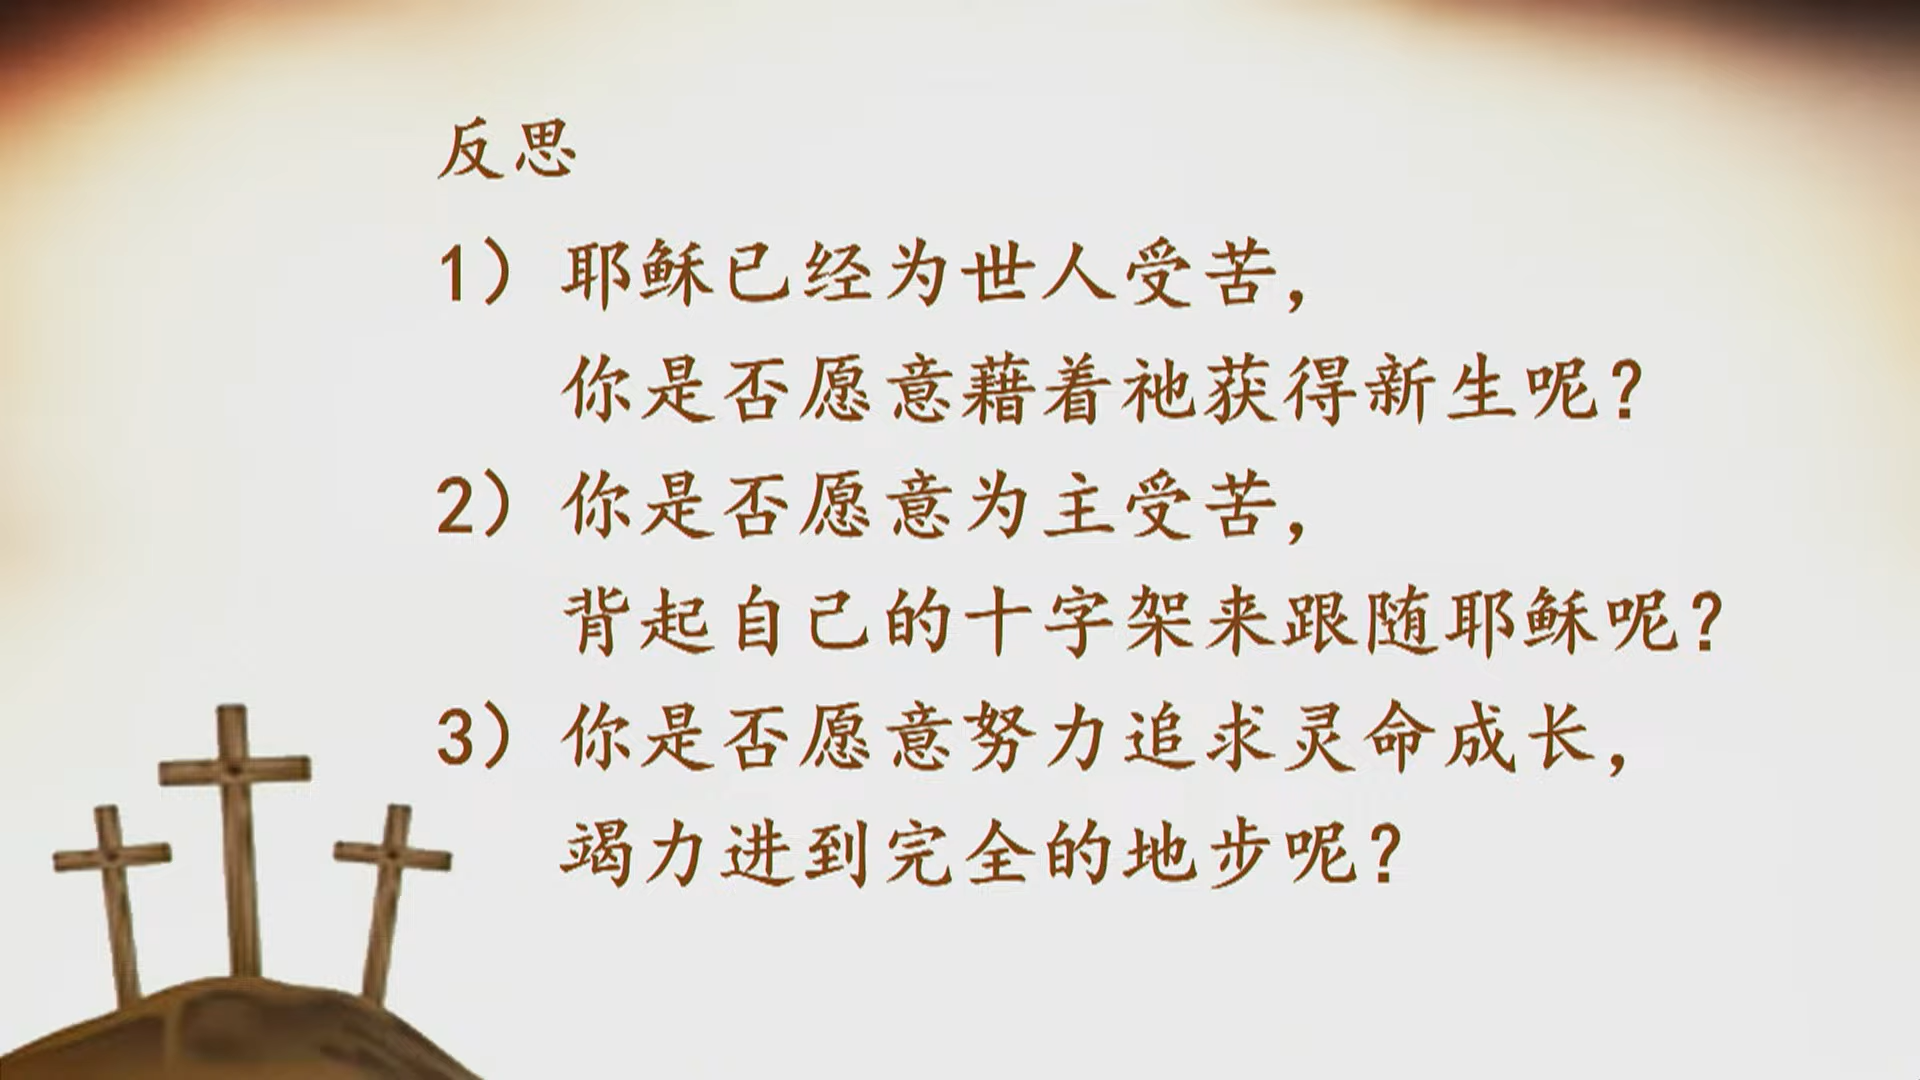 反思
1）耶稣已经为世人受苦，
你是否愿意藉着祂获得新生呢？
2）你是否愿意为主受苦，
背起自己的十字架来跟随耶稣呢？
3）你是否愿意努力追求灵命成长，
竭力进到完全的地步呢？